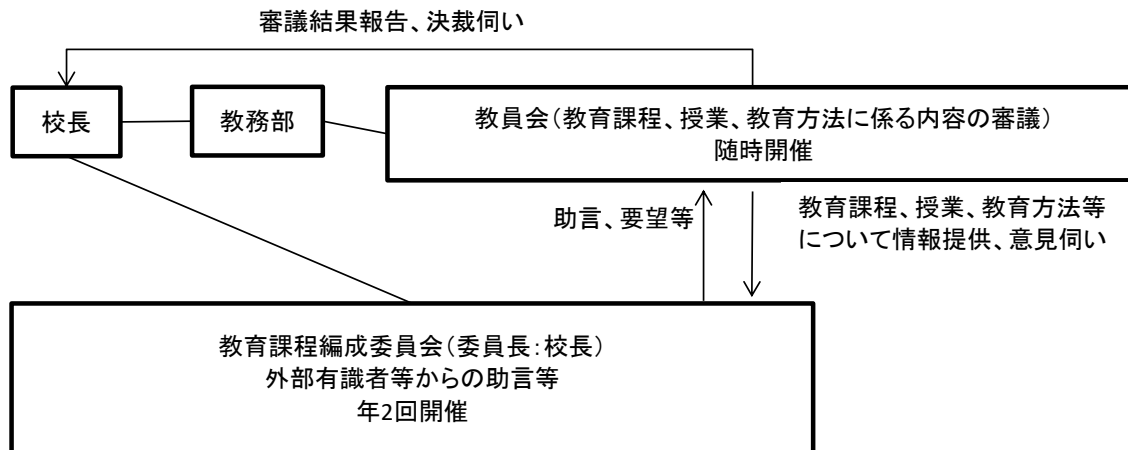 審議結果報告、決裁伺い
校長
教務部
教員会(教育課程、授業、教育方法に係る内容の審議)
随時開催
助言、要望等
教育課程、授業、教育方法等
について情報提供、意見伺い
教育課程編成委員会(委員長:校長)
外部有識者等からの助言等
年2回開催